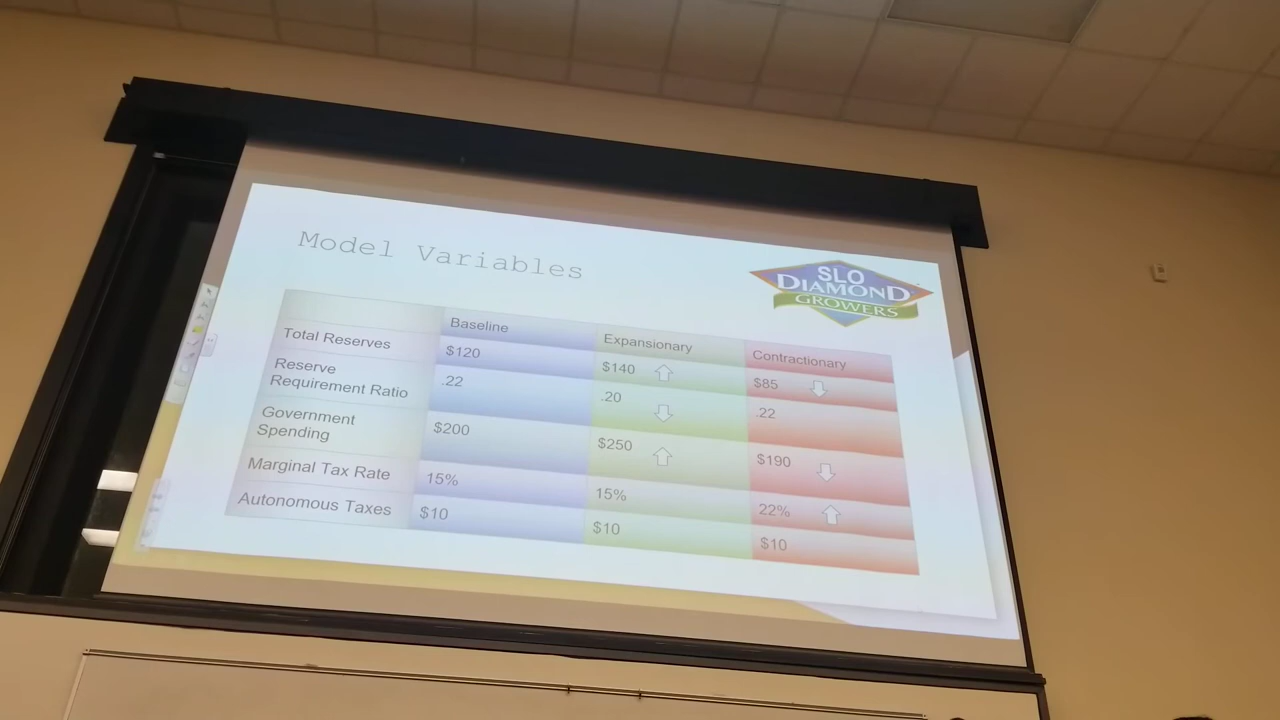 Model Variables
SLO
DIAMOND
GROWERS
Baseline Expansionary Contractionary
Total Reserves $120 $140 $85
Reserve
Requirement Ratio .22 .20 .22
Government
Spending $200 $250 $190
Marginal Tax Rate 15% 15% 22%
Autonomous Taxes $10 $10 $10